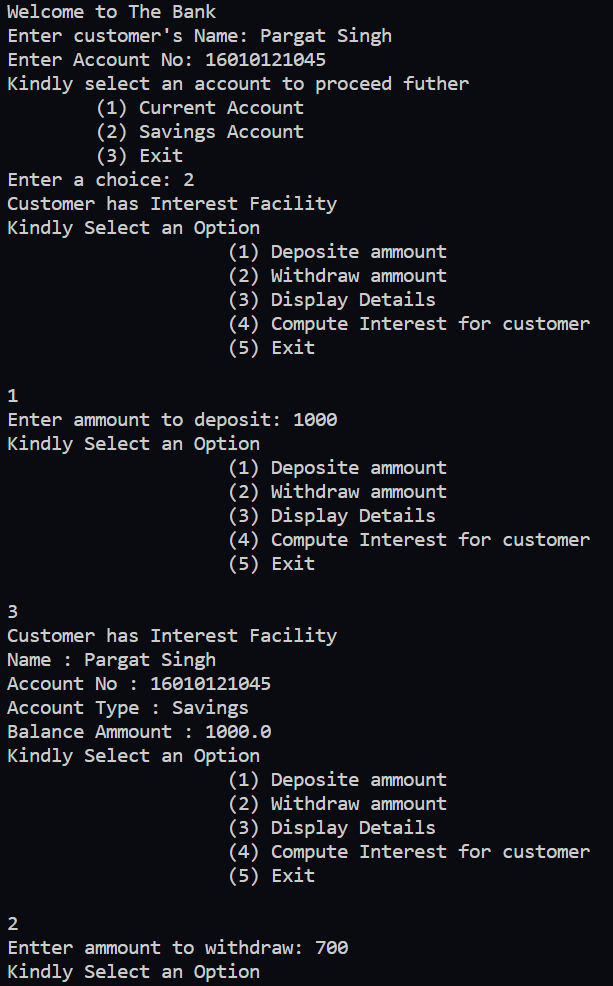 Welcome to The Bank
Enter customer's Name: Pargat Singh
Enter Account No: 16010121045
Kindly select an account to proceed futher
(1) Current Account
(2) Savings Account
(3) Exit
Enter a choice: 2
Customer has Interest Facility
Kindly Select an Option
(1) Deposite ammount
(2) Withdraw ammount
(3) Display Details
(4) Compute Interest for customer
(5) Exit
1
Enter ammount to deposit: 1000
Kindly Select an Option
(1) Deposite ammount
(2) Withdraw ammount
(3) Display Details
(4) Compute Interest for customer
(5) Exit
3
Customer has Interest Facility
Name : Pargat Singh
Account No : 16010121045
Account Type : Savings
Balance Ammount : 1000.0
Kindly Select an Option
(1) Deposite ammount
(2) Withdraw ammount
(3) Display Details
(4) Compute Interest for customer
(5) Exit
2
Entter ammount to withdraw: 700
Kindly Select an Option